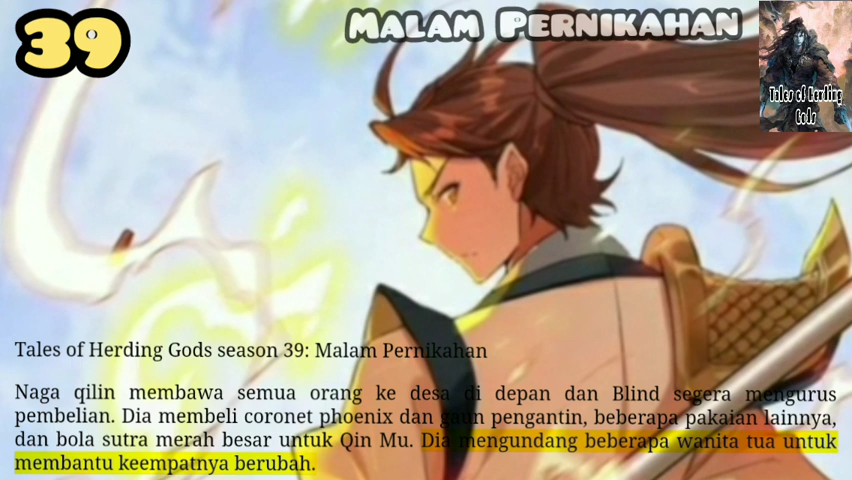 39
Malam Pernikahan
Tales of Herding
Gods
Tales of Herding Gods season 39: Malam Pernikahan
Naga qilin membawa semua orang ke desa di depan dan Blind segera mengurus
pembelian. Dia membeli coronet phoenix dan gaun pengantin, beberapa pakaian lainnya,
dan bola sutra merah besar untuk Qin Mu. Dia mengundang beberapa wanita tua untuk
membantu keempatnya berubah.